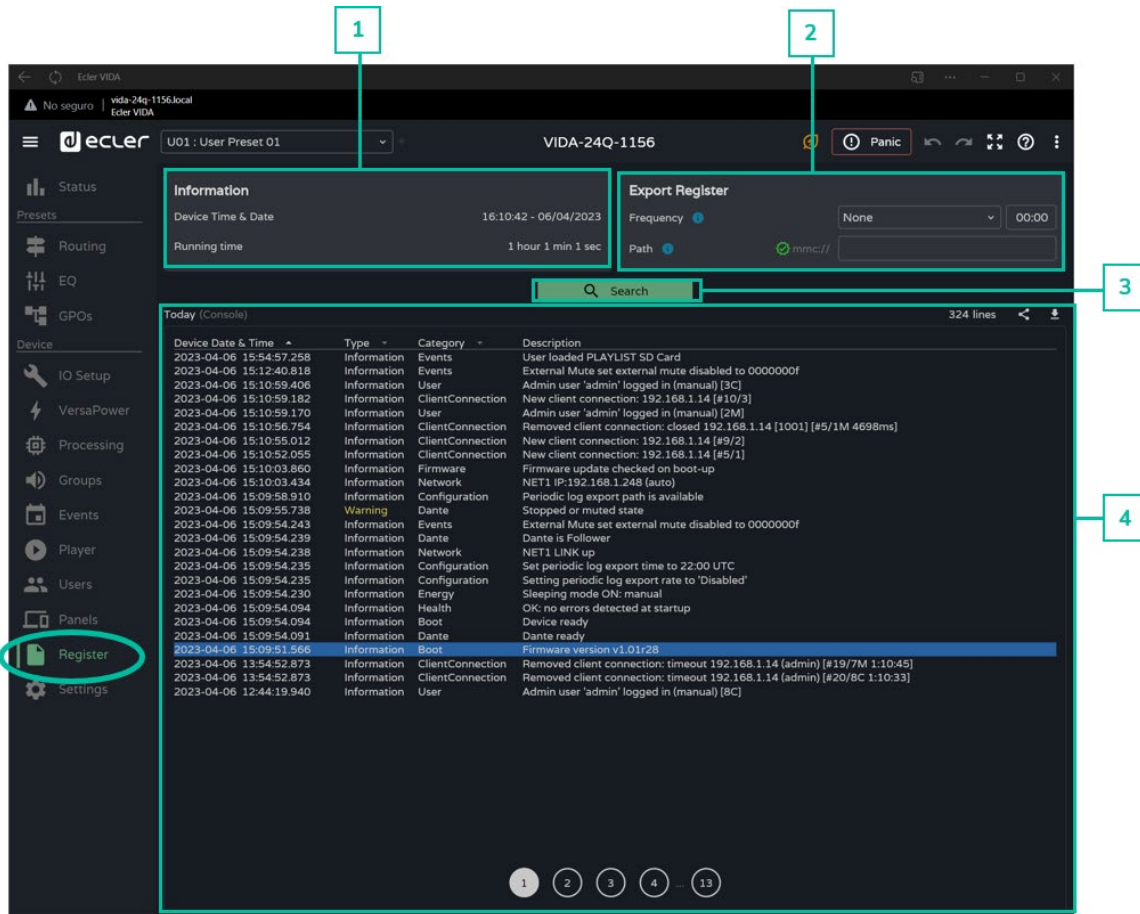 1
2
Ecler VIDA
No seguro | vida-24q-1156.local
Ecler VIDA
ecler
U01 : User Preset 01
VIDA-24Q-1156
Panic
Status
Presets
Routing
EQ
GPOs
Device
IO Setup
VersaPower
Processing
Groups
Events
Player
Users
Panels
Register
Settings
Information
Device Time & Date 16:10:42 - 06/04/2023
Running time 1 hour 1 min 1 sec
Export Register
Frequency None 00:00
Path mmc://
Search
3
Today (Console) 324 lines
Device Date & Time Type Category Description
2023-04-06 15:54:57.258 Information Events User loaded PLAYLIST SD Card
2023-04-06 15:12:40.818 Information Events External Mute set external mute disabled to 0000000f
2023-04-06 15:10:59.406 Information User Admin user 'admin' logged in (manual) [3C]
2023-04-06 15:10:59.182 Information ClientConnection New client connection: 192.168.1.14 [#10/3]
2023-04-06 15:10:59.170 Information User Admin user 'admin' logged in (manual) [2M]
2023-04-06 15:10:56.754 Information ClientConnection Removed client connection: closed 192.168.1.14 [1001] [#5/1M 4698ms]
2023-04-06 15:10:55.012 Information ClientConnection New client connection: 192.168.1.14 [#9/2]
2023-04-06 15:10:52.055 Information ClientConnection New client connection: 192.168.1.14 [#5/1]
2023-04-06 15:10:03.860 Information Firmware Firmware update checked on boot-up
2023-04-06 15:10:03.434 Information Network NET1 IP:192.168.1.248 (auto)
2023-04-06 15:09:58.910 Information Configuration Periodic log export path is available
2023-04-06 15:09:55.738 Warning Dante Stopped or muted state
2023-04-06 15:09:54.243 Information Events External Mute set external mute disabled to 0000000f
2023-04-06 15:09:54.239 Information Dante Dante is Follower
2023-04-06 15:09:54.238 Information Network NET1 LINK up
2023-04-06 15:09:54.235 Information Configuration Set periodic log export time to 22:00 UTC
2023-04-06 15:09:54.235 Information Configuration Setting periodic log export rate to 'Disabled'
2023-04-06 15:09:54.230 Information Energy Sleeping mode ON: manual
2023-04-06 15:09:54.094 Information Health OK: no errors detected at startup
2023-04-06 15:09:54.094 Information Boot Device ready
2023-04-06 15:09:54.091 Information Dante Dante ready
2023-04-06 15:09:51.566 Information Boot Firmware version v1.01r28
2023-04-06 13:54:52.873 Information ClientConnection Removed client connection: timeout 192.168.1.14 (admin) [#19/7M 1:10:45]
2023-04-06 13:54:52.873 Information ClientConnection Removed client connection: timeout 192.168.1.14 (admin) [#20/8C 1:10:33]
2023-04-06 12:44:19.940 Information User Admin user 'admin' logged in (manual) [8C]
4
1 2 3 4 ... 13